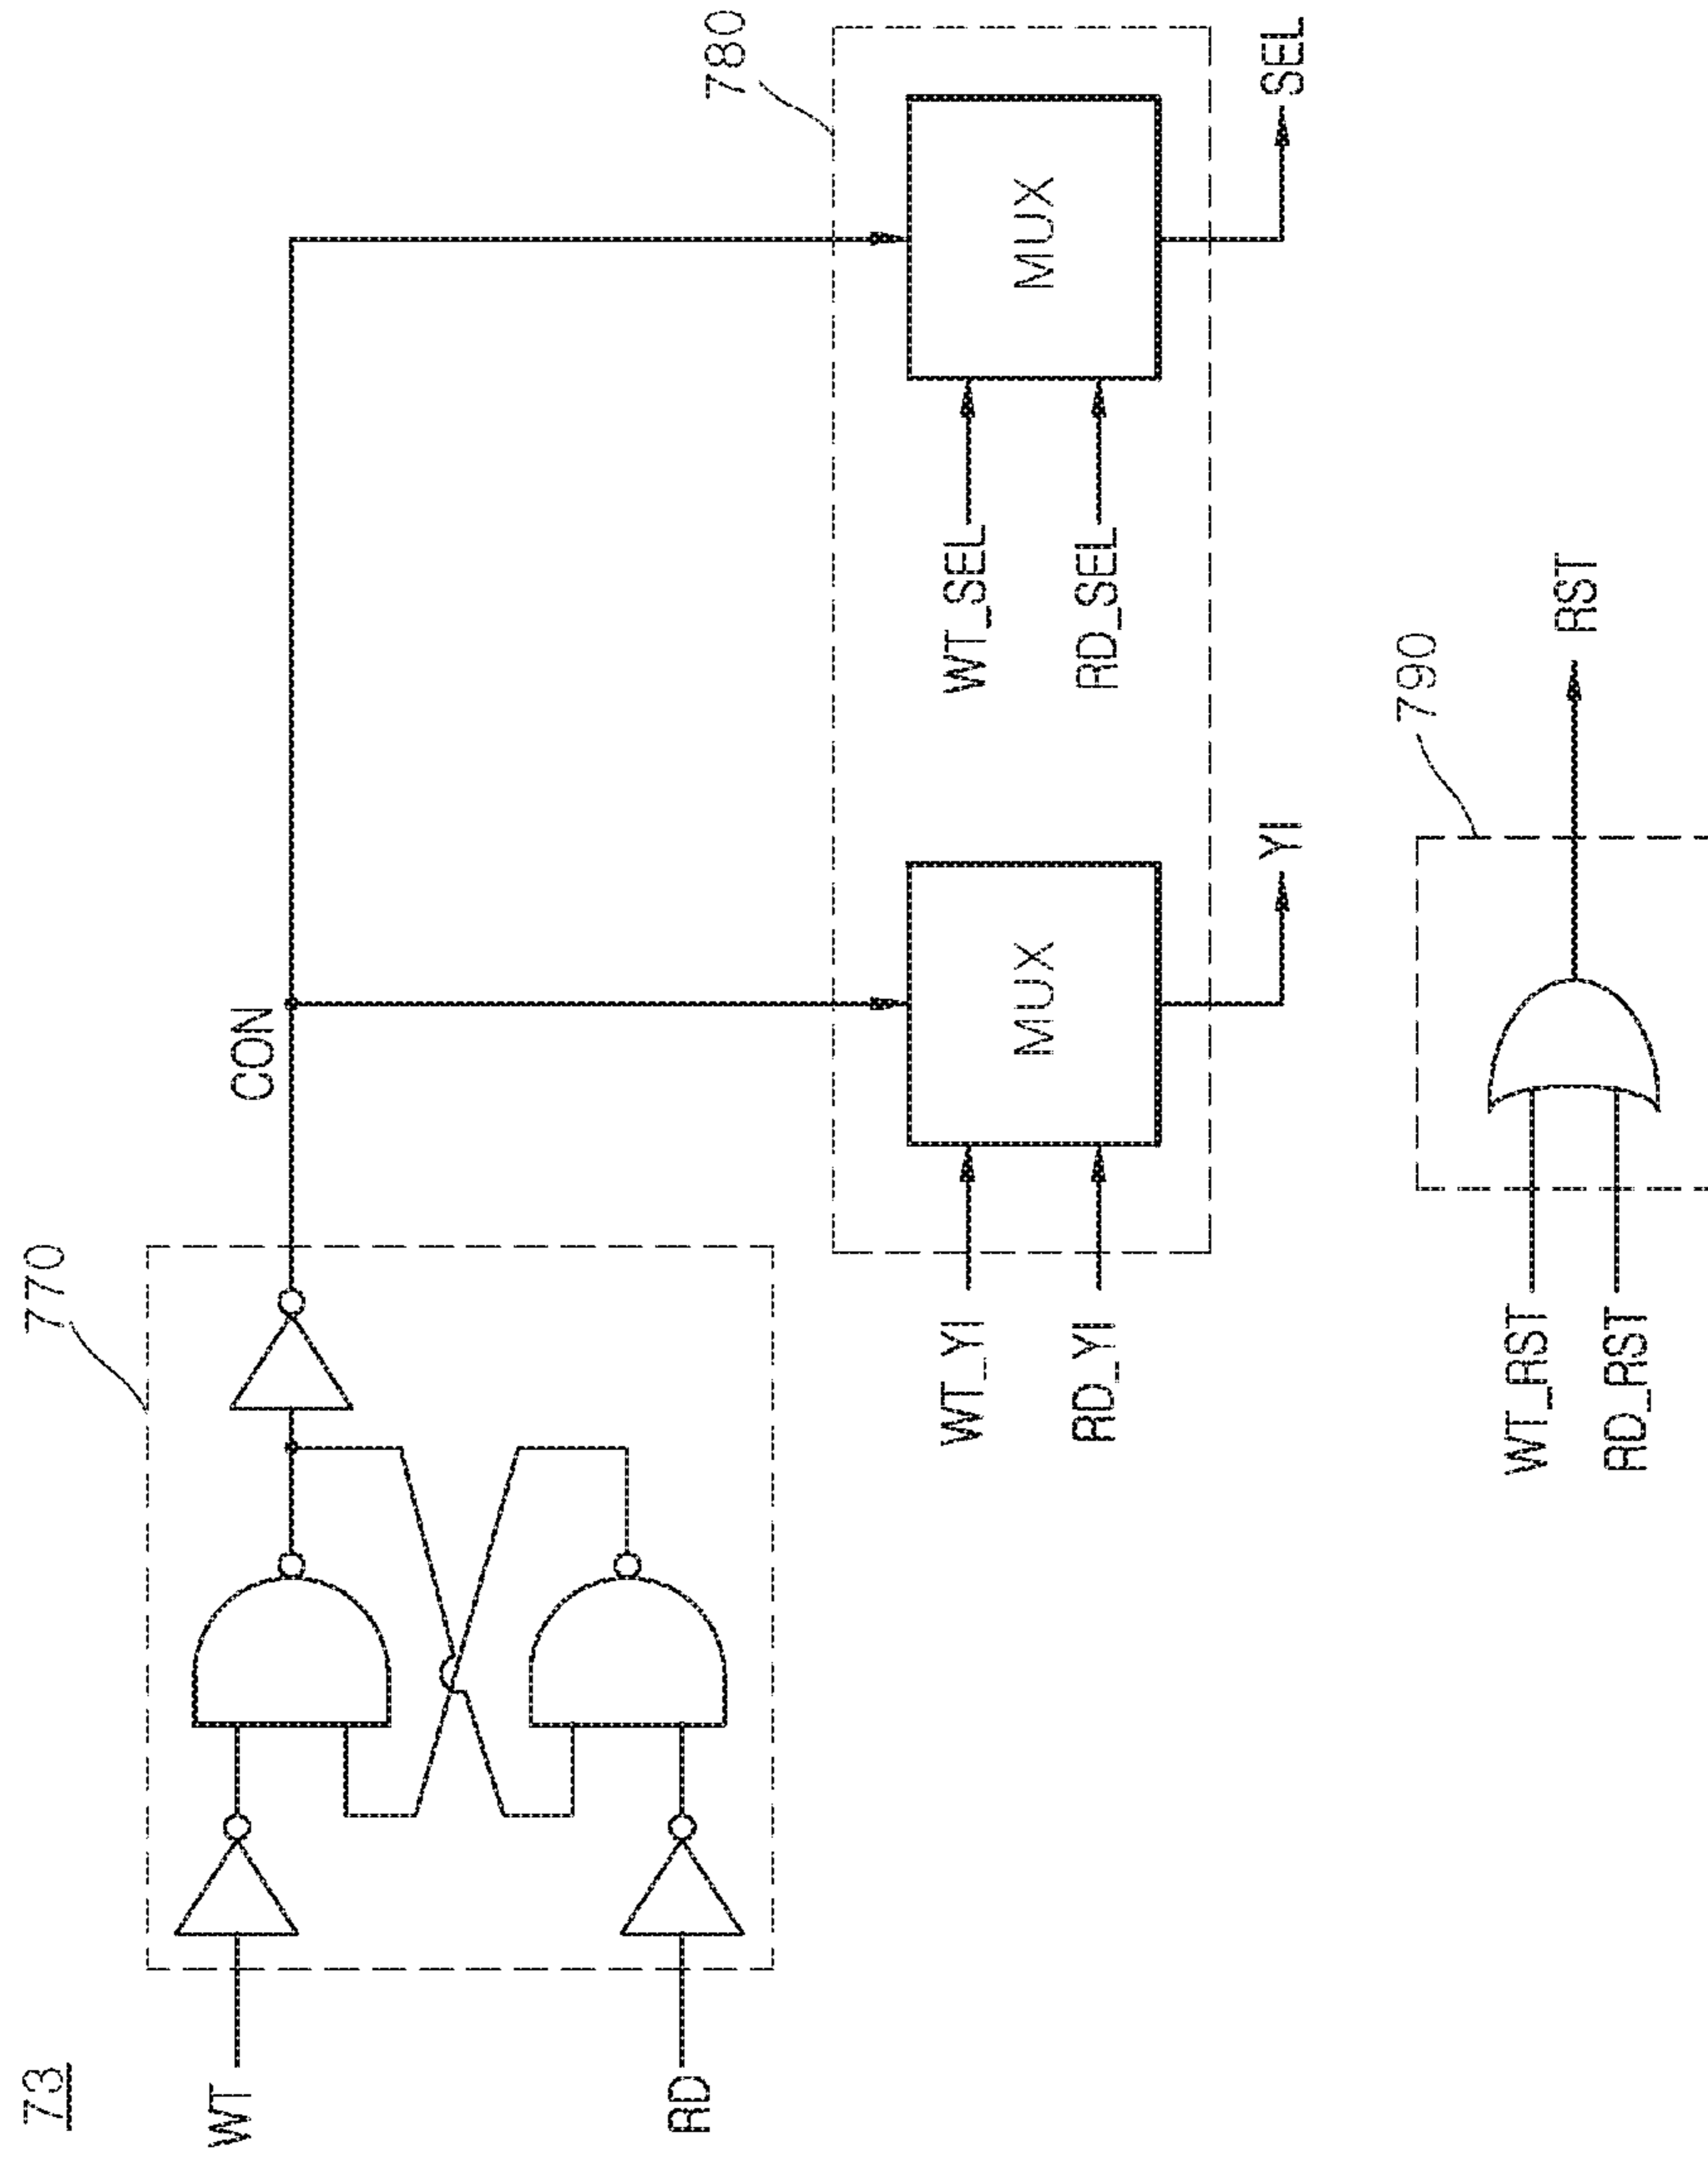 73
770
WT
RD
CON
780
WT_YI
RD_YI
MUX
YI
WT_SEL
RD_SEL
MUX
SEL
790
WT_RST
RD_RST
RST